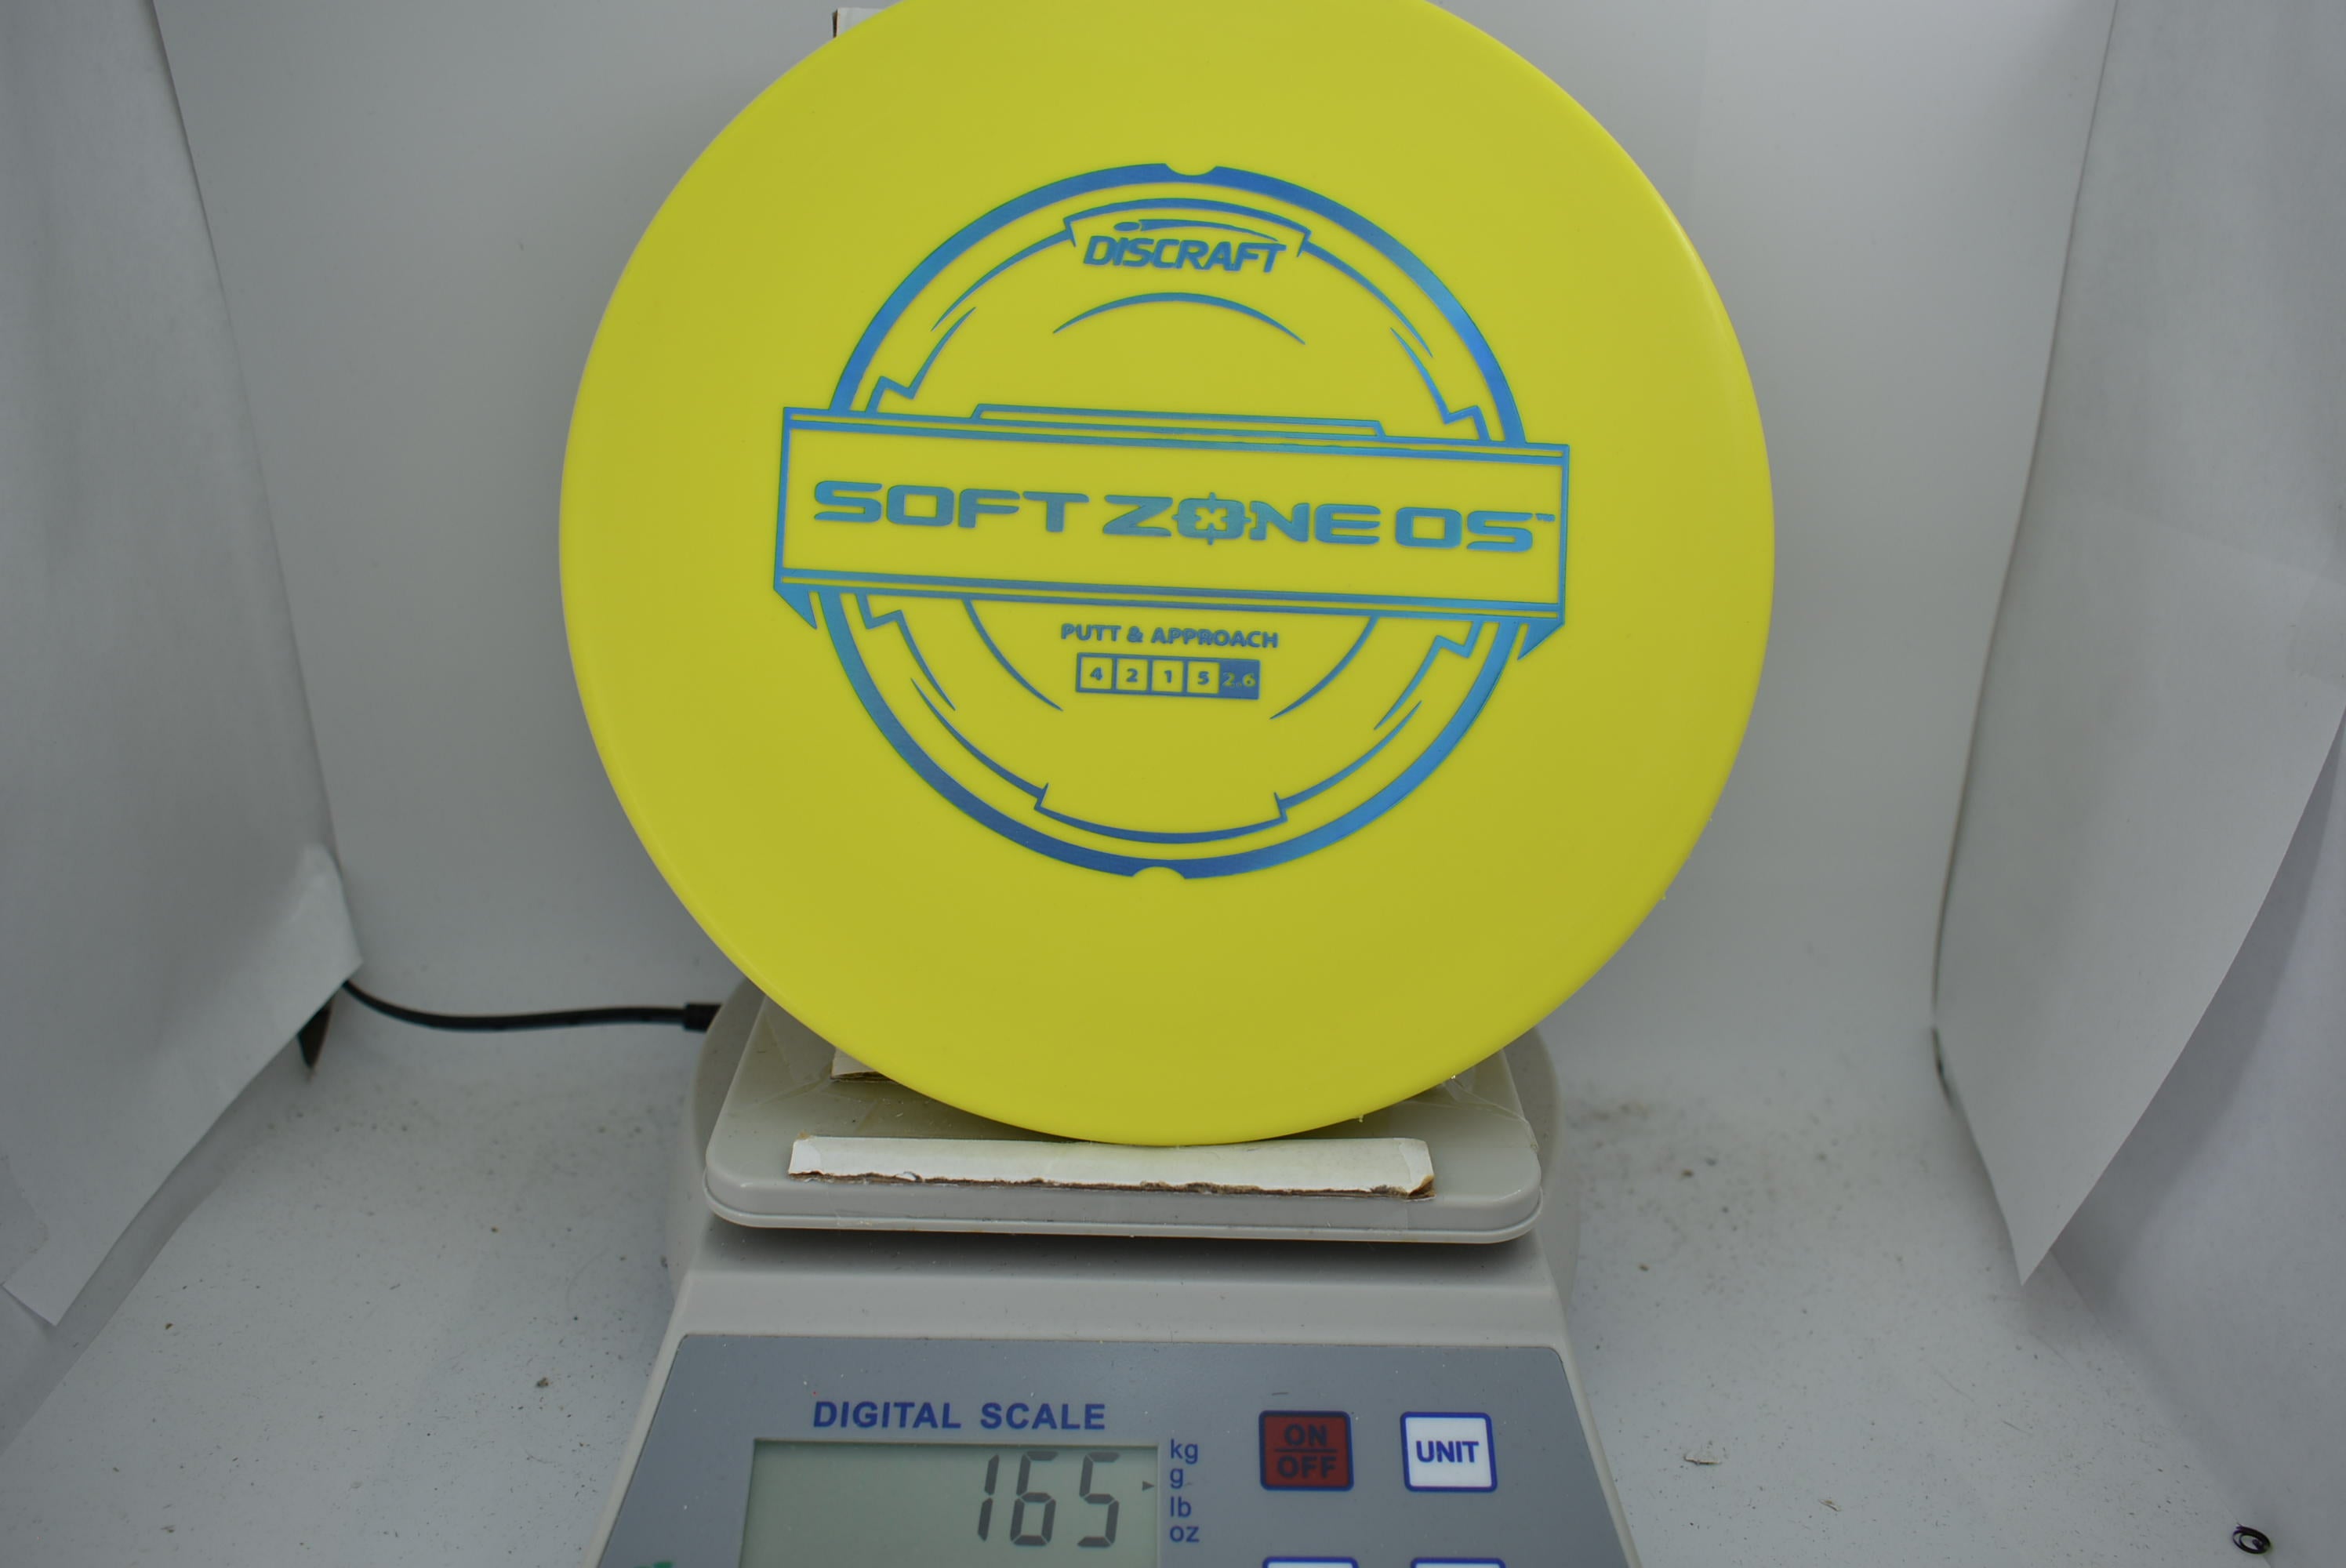 DISCRAFT
SOFT ZONE OS™
PUTT & APPROACH
4 2 1 5 2.6
DIGITAL SCALE
165
kg
g
lb
oz
ON
OFF
UNIT